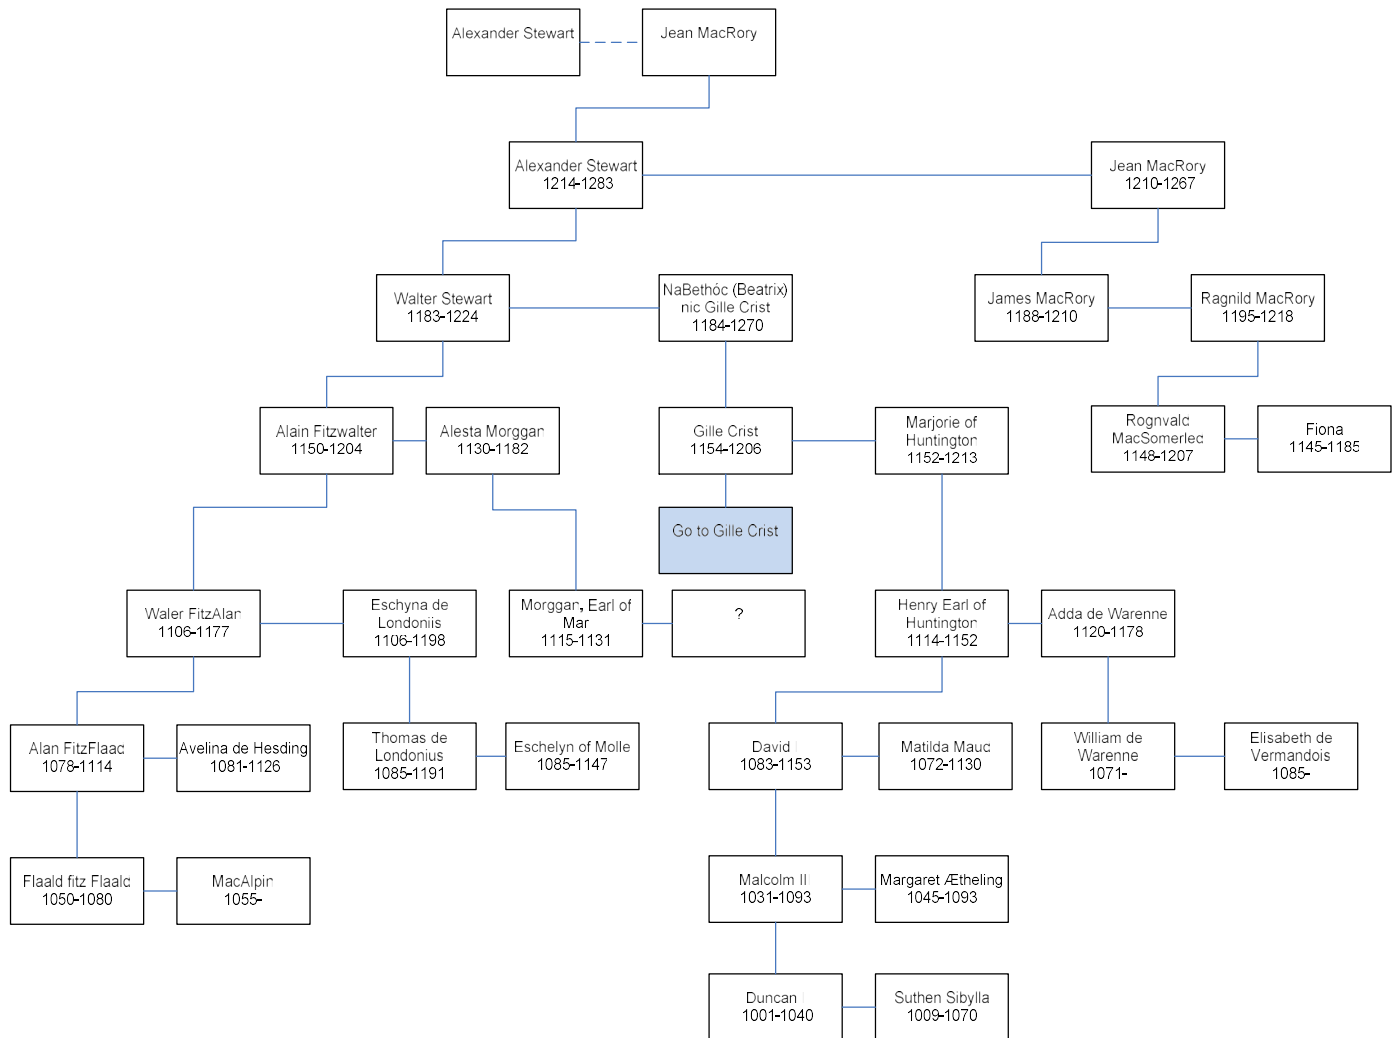 Alexander Stewart
Jean MacRory
Alexander Stewart
1214-1283
Jean MacRory
1210-1267
Walter Stewart
1183-1224
NaBethóc (Beatrix)
nic Gille Crist
1184-1270
James MacRory
1188-1210
Ragnild MacRory
1195-1218
Alain Fitzwalter
1150-1204
Alesta Morggan
1130-1182
Gille Crist
1154-1206
Marjorie of
Huntington
1152-1213
Rognvald
MacSomerled
1148-1207
Fiona
1145-1185
Go to Gille Crist
Waler FitzAlan
1106-1177
Eschyna de
Londoniis
1106-1198
Morggan, Earl of
Mar
1115-1131
?
Henry Earl of
Huntington
1114-1152
Adda de Warenne
1120-1178
Alan FitzFlaad
1078-1114
Avelina de Hesding
1081-1126
Thomas de
Londonius
1085-1191
Eschelyn of Molle
1085-1147
David I
1083-1153
Matilda Maud
1072-1130
William de
Warenne
1071-
Elisabeth de
Vermandois
1085-
Flaald fitz Flaald
1050-1080
MacAlpin
1055-
Malcolm III
1031-1093
Margaret Ætheling
1045-1093
Duncan I
1001-1040
Suthen Sibylla
1009-1070